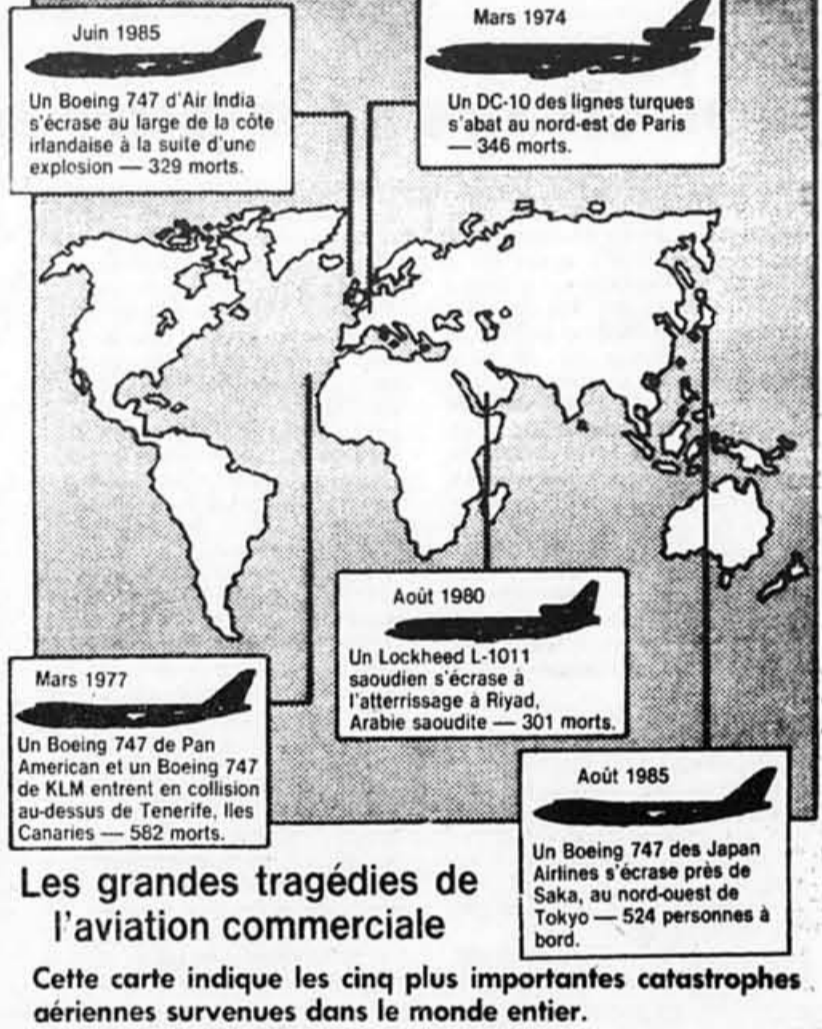 Juin 1985
Un Boeing 747 d'Air India
s'écrase au large de la côte
irlandaise à la suite d'une
explosion — 329 morts.
Mars 1974
Un DC-10 des lignes turques
s'abat au nord-est de Paris
— 346 morts.
Août 1980
Un Lockheed L-1011
saoudien s'écrase à
l'atterrissage à Riyad,
Arabie saoudite — 301 morts.
Mars 1977
Un Boeing 747 de Pan
American et un Boeing 747
de KLM entrent en collision
au-dessus de Tenerife, Iles
Canaries — 582 morts.
Août 1985
Un Boeing 747 des Japan
Airlines s'écrase près de
Saka, au nord-ouest de
Tokyo — 524 personnes à
bord.
Les grandes tragédies de
l'aviation commerciale
Cette carte indique les cinq plus importantes catastrophes
aériennes survenues dans le monde entier.